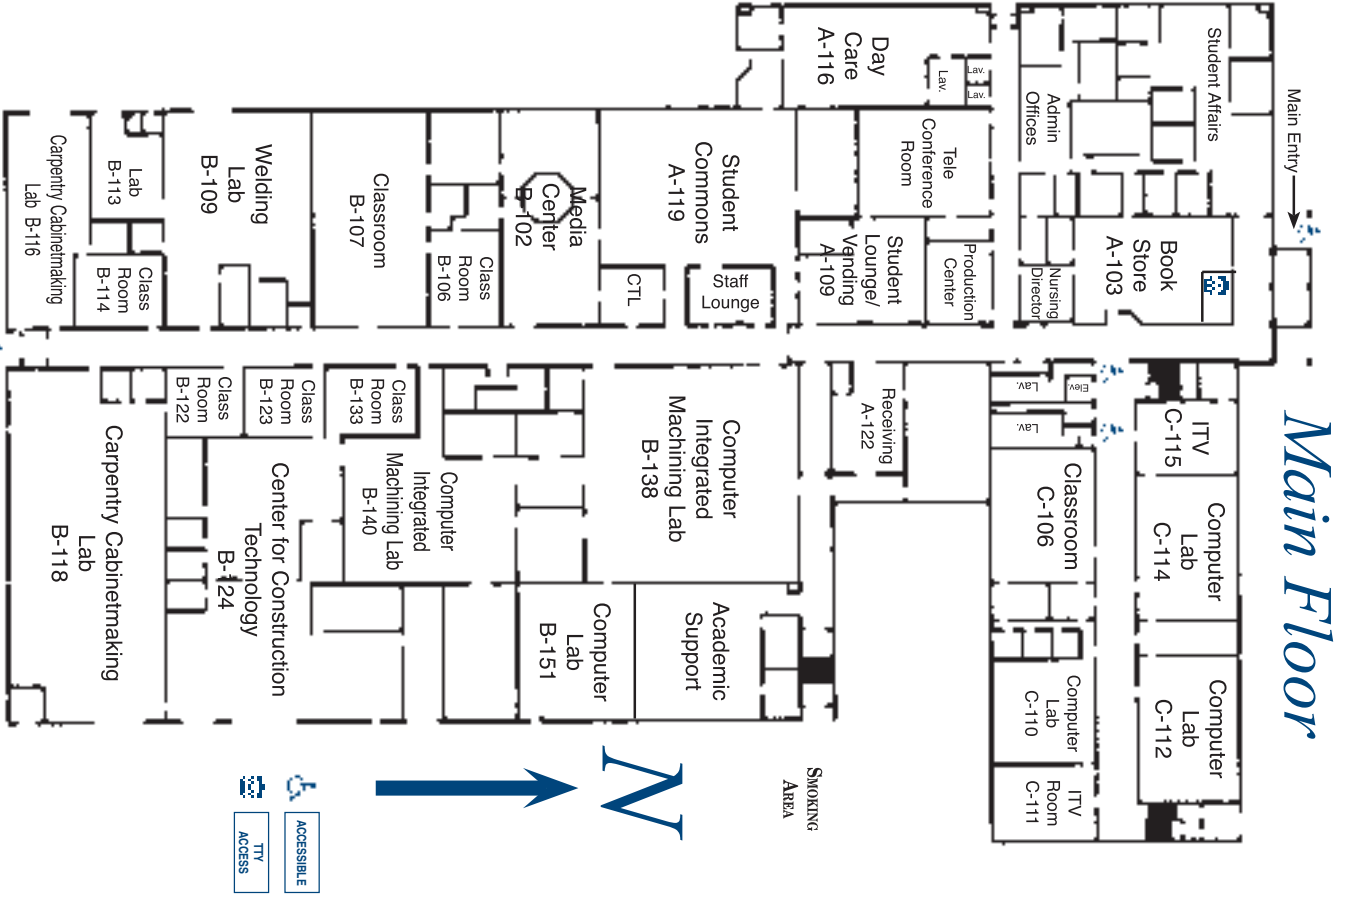 Main Floor
Main Entry
Student Affairs
Admin
Offices
Book
Store
A-103
Nursing
Director
Day
Care
A-116
Lav.
Lav.
Lav.
Tele
Conference
Room
Production
Center
Student
Lounge/
Vending
A-109
Student
Commons
A-119
Staff
Lounge
CTL
Media
Center
B-102
Class
Room
B-106
Classroom
B-107
Welding
Lab
B-109
Lab
B-113
Class
Room
B-114
Carpentry Cabinetmaking
Lab B-116
ITV
C-115
Computer
Lab
C-114
Computer
Lab
C-112
Lav.
Elev.
Lav.
Classroom
C-106
Computer
Lab
C-110
ITV
Room
C-111
Receiving
A-122
Computer
Integrated
Machining Lab
B-138
Academic
Support
Computer
Lab
B-151
Computer
Integrated
Machining Lab
B-140
Class
Room
B-133
Class
Room
B-123
Class
Room
B-122
Center for Construction
Technology
B-124
Carpentry Cabinetmaking
Lab
B-118
Smoking
Area
N
ACCESSIBLE
TTY
ACCESS